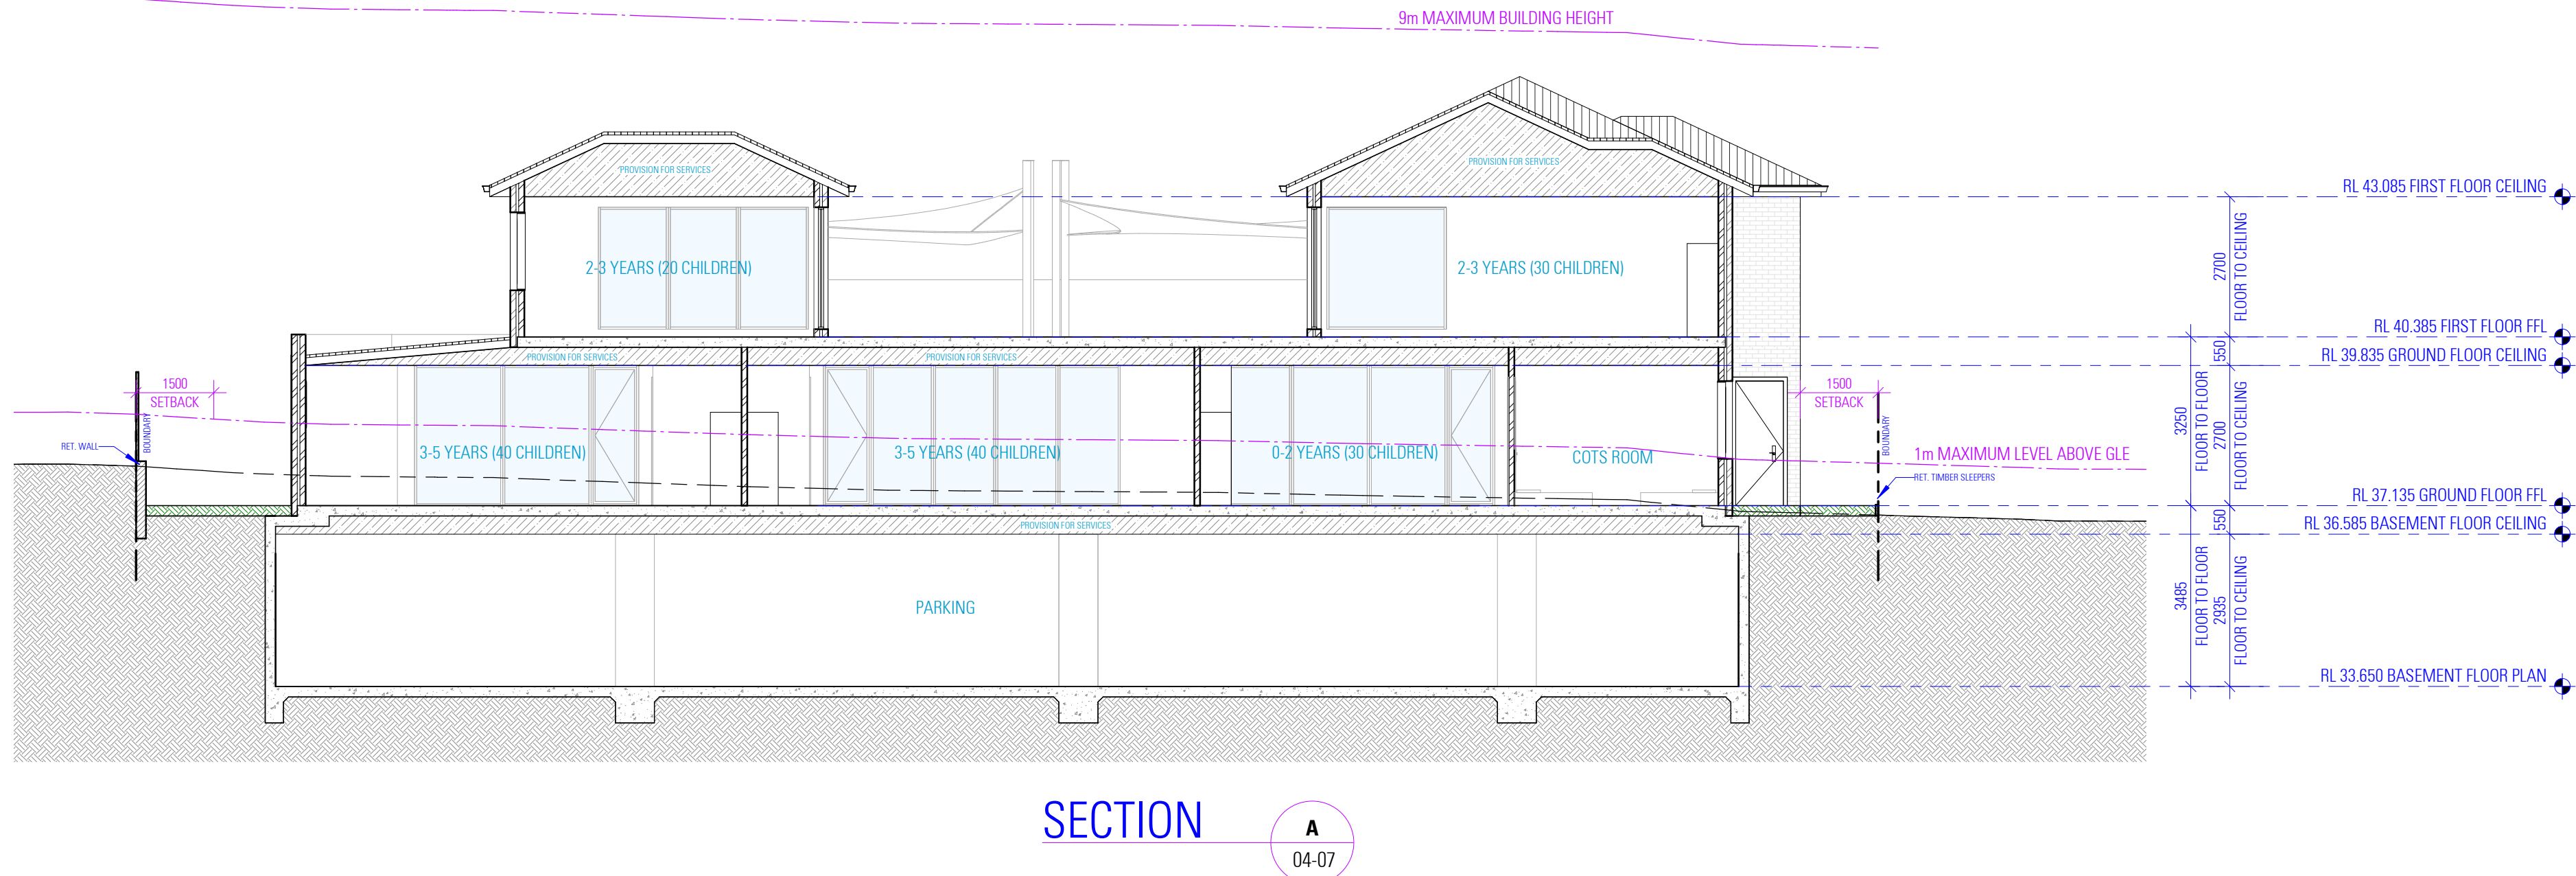 9m MAXIMUM BUILDING HEIGHT
PROVISION FOR SERVICES
PROVISION FOR SERVICES
RL 43.085 FIRST FLOOR CEILING
2-3 YEARS (20 CHILDREN)
2-3 YEARS (30 CHILDREN)
2700
FLOOR TO CEILING
RL 40.385 FIRST FLOOR FFL
PROVISION FOR SERVICES
PROVISION FOR SERVICES
550
RL 39.835 GROUND FLOOR CEILING
1500
SETBACK
BOUNDARY
RET. WALL
1500
SETBACK
BOUNDARY
3-5 YEARS (40 CHILDREN)
3-5 YEARS (40 CHILDREN)
0-2 YEARS (30 CHILDREN)
COTS ROOM
1m MAXIMUM LEVEL ABOVE GLE
RET. TIMBER SLEEPERS
3250
FLOOR TO FLOOR
2700
FLOOR TO CEILING
RL 37.135 GROUND FLOOR FFL
PROVISION FOR SERVICES
550
RL 36.585 BASEMENT FLOOR CEILING
PARKING
3485
FLOOR TO FLOOR
2935
FLOOR TO CEILING
RL 33.650 BASEMENT FLOOR PLAN
SECTION
A
04-07